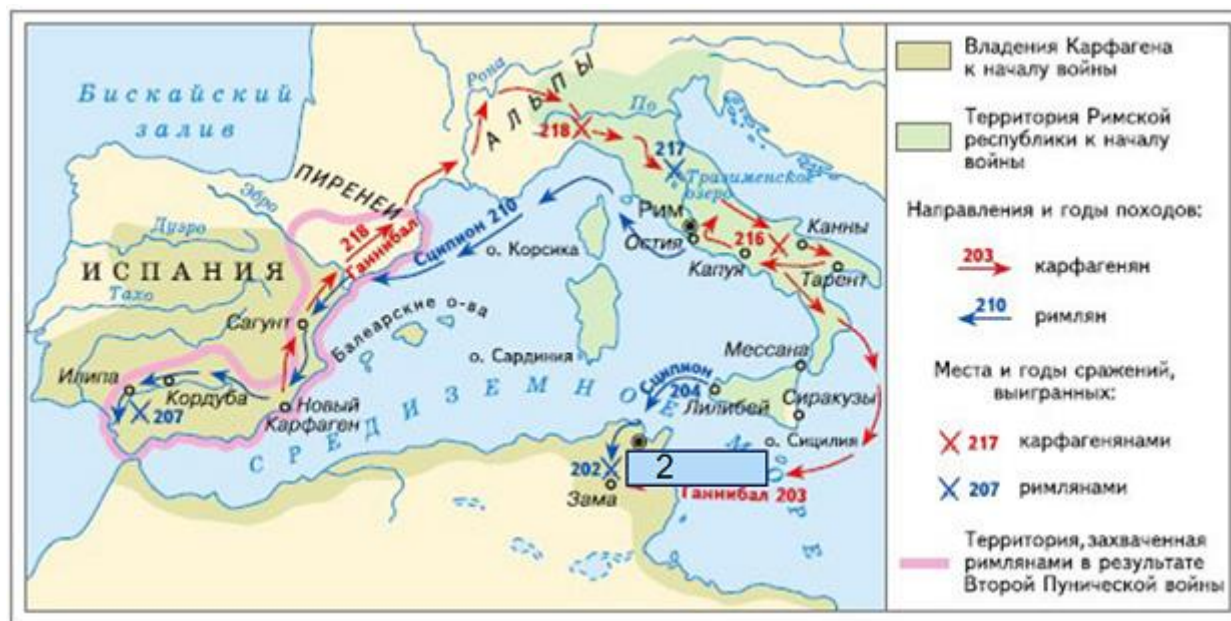 Бискайский
залив
Рона
АЛЬПЫ
По
218
217
Тразименское
озеро
ПИРЕНЕИ
Эбро
Дуэро
218
Ганнибал
Сципион 210
о. Корсика
Рим
Остия
216
Канны
Капуя
Тарент
ИСПАНИЯ
Тахо
Сагунт
Балеарские о-ва
о. Сардиния
Мессана
Илипа
Кордуба
207
Новый
Карфаген
СРЕДИЗЕМНОЕ
МОРЕ
Сципион
204
Лилибей
Сиракузы
о. Сицилия
202
2
Зама
Ганнибал 203
Владения Карфагена
к началу войны
Территория Римской
республики к началу
войны
Направления и годы походов:
203
карфагенян
210
римлян
Места и годы сражений,
выигранных:
217
карфагенянами
207
римлянами
Территория, захваченная
римлянами в результате
Второй Пунической войны